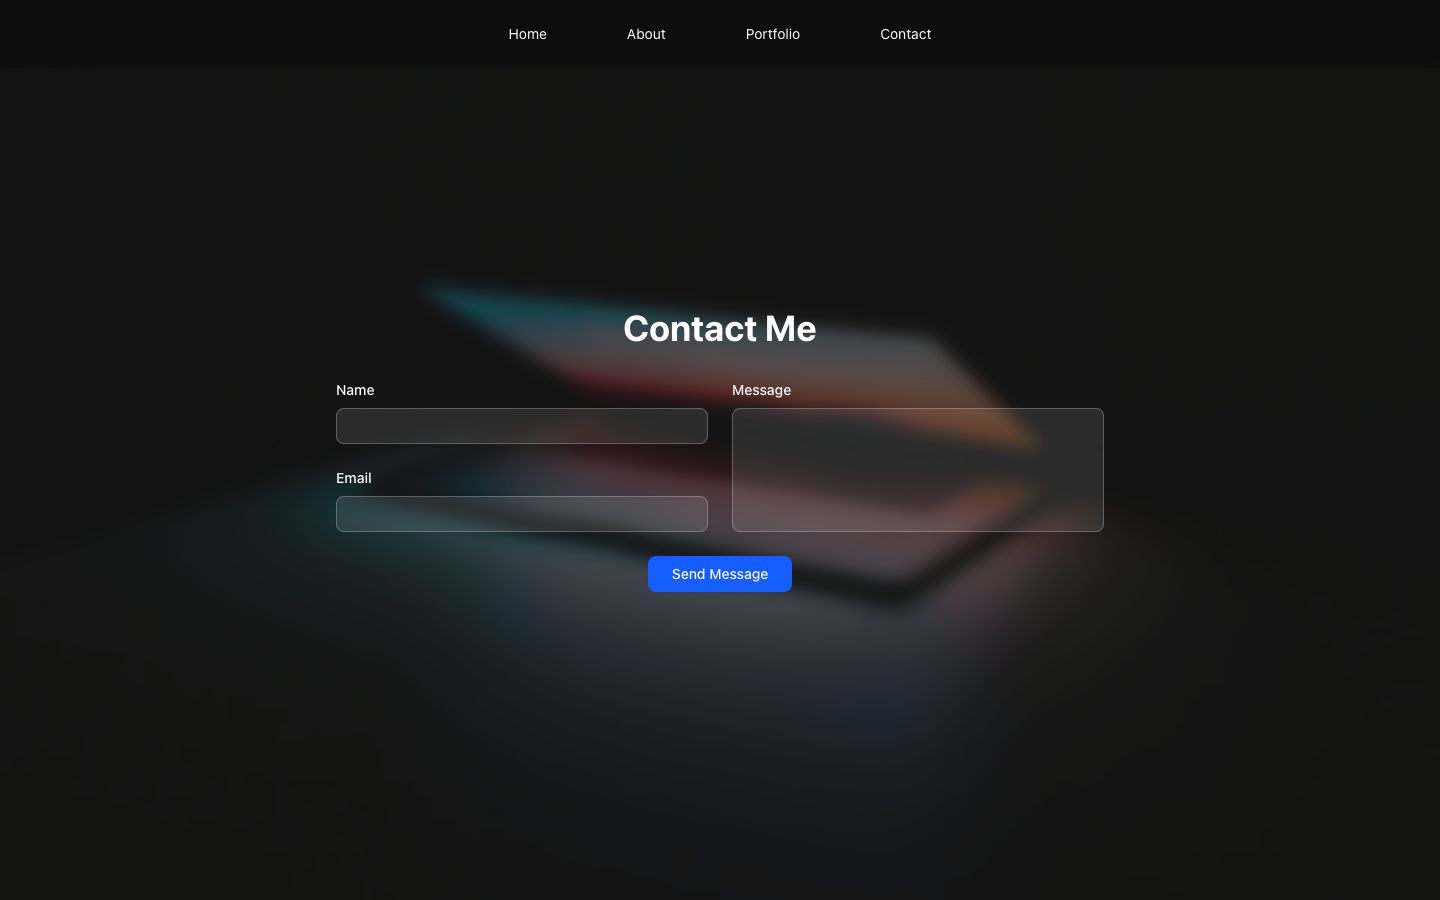 Home About Portfolio Contact
Contact Me
Name
Message
Email
Send Message